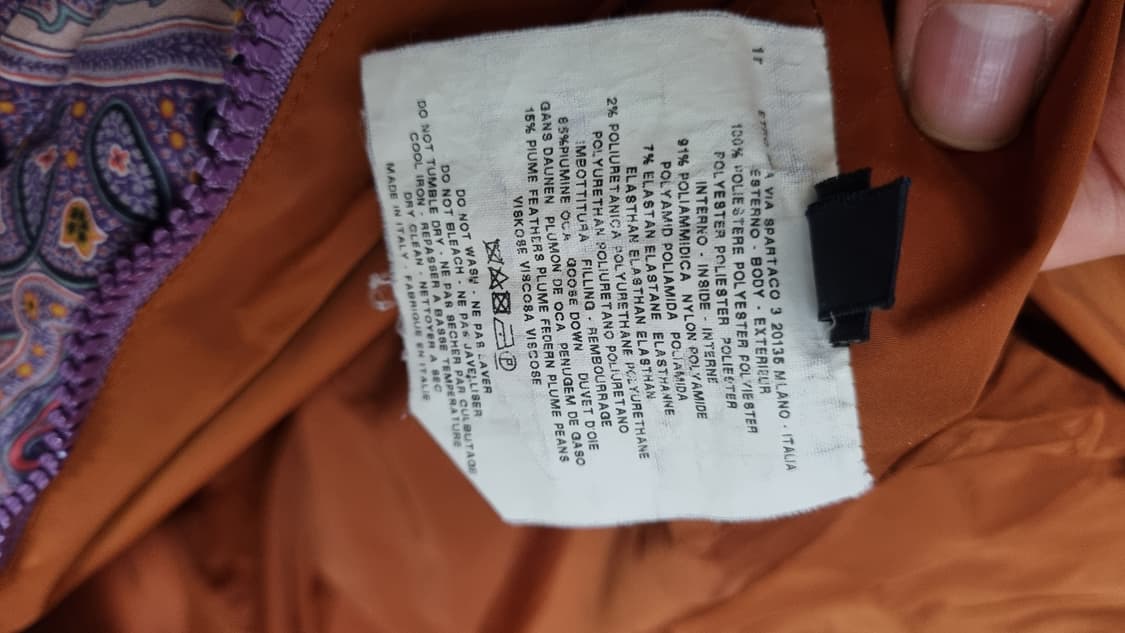 VIA SPARTACO 3 20135 MILANO - ITALIA
ESTERNO - BODY - EXTERIEUR
100% POLIESTERE POLYESTER POLYESTER
POLYESTER POLIESTER POLIESTER
INTERNO - INSIDE - INTERNE
91% POLIAMMIDICA NYLON POLYAMIDE
POLYAMID POLIAMIDA POLIAMIDA
7% ELASTAN ELASTANE ELASTHANNE
ELASTHAN ELASTHAN ELASTHAN
2% POLIURETANICA POLYURETHANE POLYURETHANE
POLYURETHAN POLIURETANO POLIURETANO
IMBOTTITURA FILLING - REMBOURRAGE
85% PIUMINO OCA GOOSE DOWN DUVET D'OIE
GANS DAUNEN PLUMON DE OCA PENUGEM DE GASO
15% PIUME FEATHERS PLUME FEDERN PLUME PEANS
VISKOSE VISCOSA VISCOSE
P
DO NOT WASH - NE PAS LAVER
DO NOT BLEACH - NE PAS JAVELLISER
DO NOT TUMBLE DRY - NE PAS SECHER PAR CULBUTAGE
COOL IRON - REPASSER A BASSE TEMPERATURE
DRY CLEAN - NETTOYER A SEC
MADE IN ITALY - FABRIQUE EN ITALIE